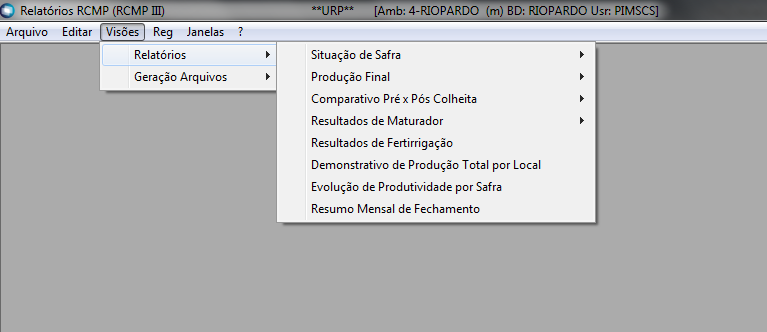 Relatórios RCMP (RCMP III) **URP** [Amb: 4-RIOPARDO (m) BD: RIOPARDO Usr: PIMSCS]
Arquivo Editar Visões Reg Janelas ?
Relatórios
Geração Arquivos
Situação de Safra
Produção Final
Comparativo Pré x Pós Colheita
Resultados de Maturador
Resultados de Fertirrigação
Demonstrativo de Produção Total por Local
Evolução de Produtividade por Safra
Resumo Mensal de Fechamento